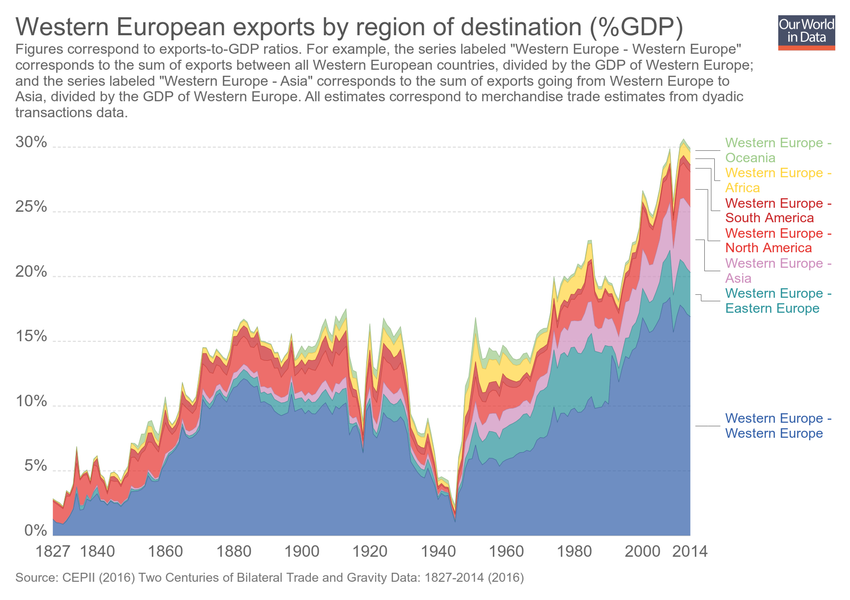 Western European exports by region of destination (%GDP)
Our World
in Data
Figures correspond to exports-to-GDP ratios. For example, the series labeled "Western Europe - Western Europe"
corresponds to the sum of exports between all Western European countries, divided by the GDP of Western Europe;
and the series labeled "Western Europe - Asia" corresponds to the sum of exports going from Western Europe to
Asia, divided by the GDP of Western Europe. All estimates correspond to merchandise trade estimates from dyadic
transactions data.
30%
25%
20%
15%
10%
5%
0%
Western Europe -
Oceania
Western Europe -
Africa
Western Europe -
South America
Western Europe -
North America
Western Europe -
Asia
Western Europe -
Eastern Europe
Western Europe -
Western Europe
1827 1840 1860 1880 1900 1920 1940 1960 1980 2000 2014
Source: CEPII (2016) Two Centuries of Bilateral Trade and Gravity Data: 1827-2014 (2016)